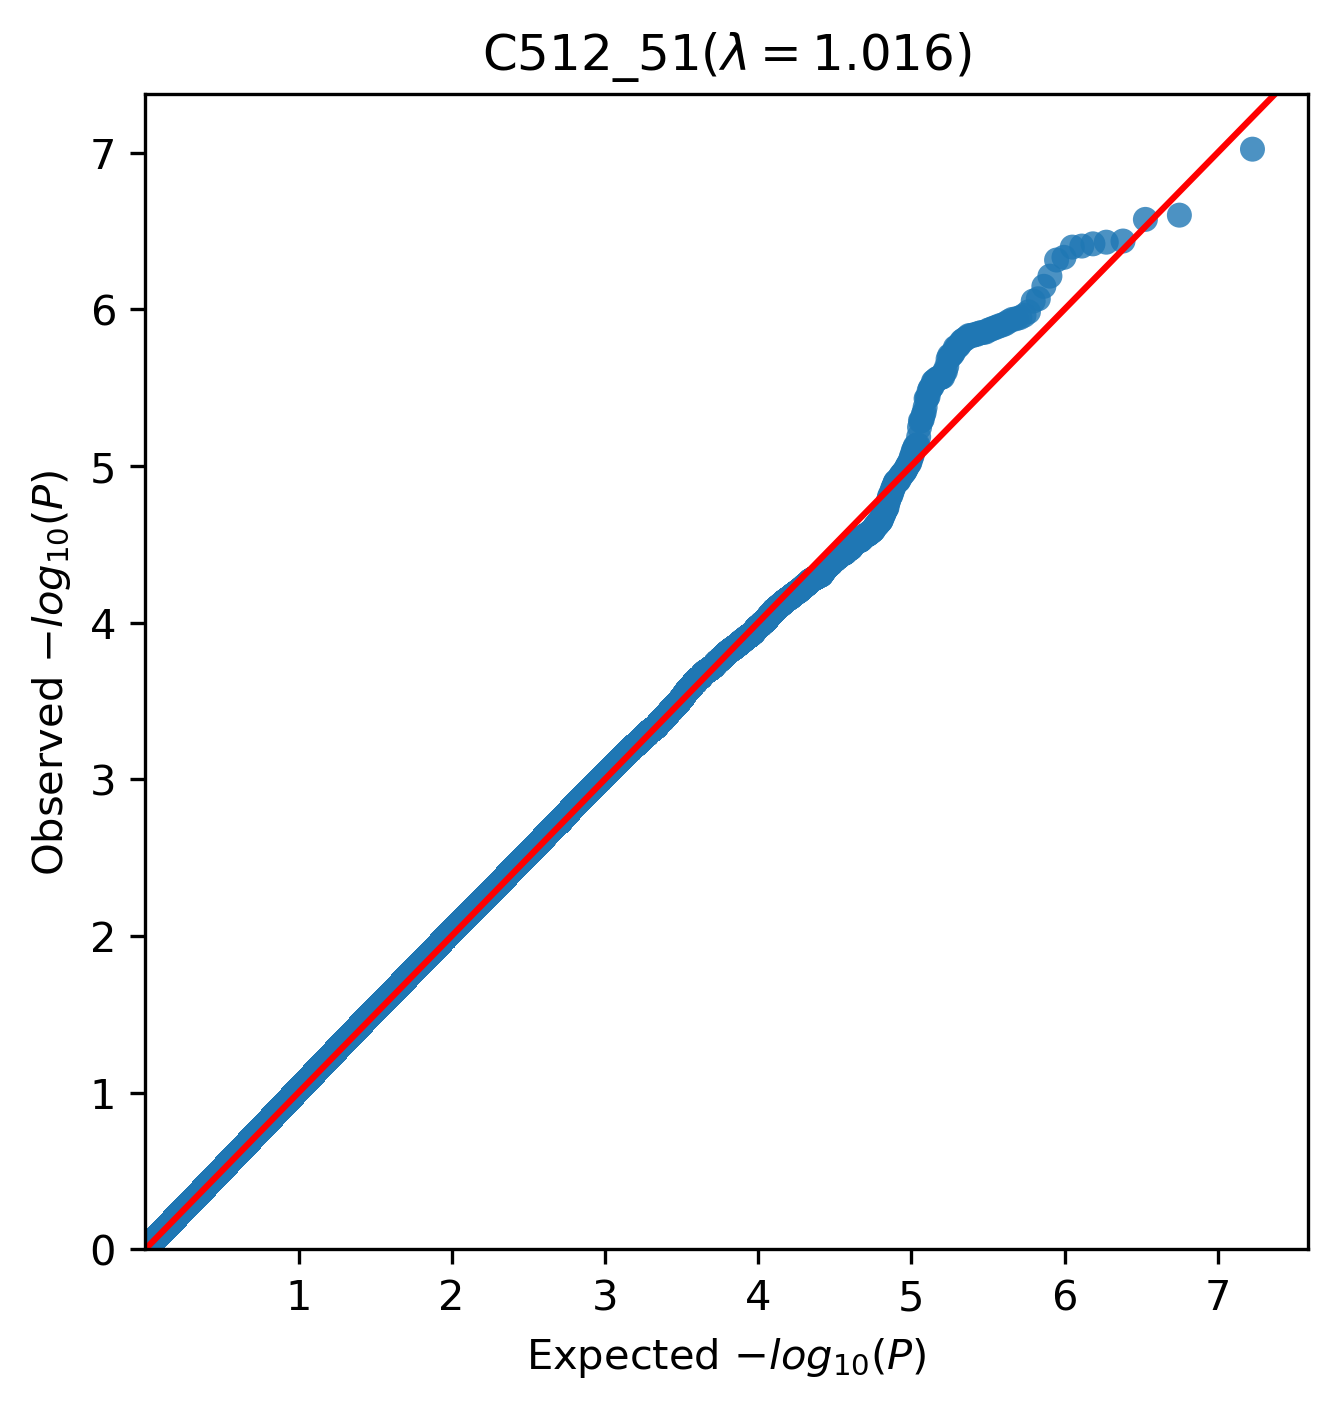 C512_51(λ = 1.016)
Observed −log₁₀(P)
7
6
5
4
3
2
1
0
1 2 3 4 5 6 7
Expected −log₁₀(P)